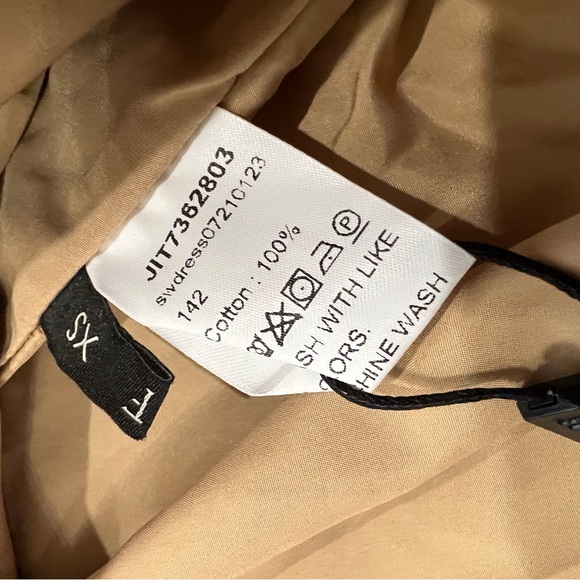 JIT7362803
swdress07210123
142
Cotton : 100%
SH WITH LIKE
ORS.
HINE WASH
XS